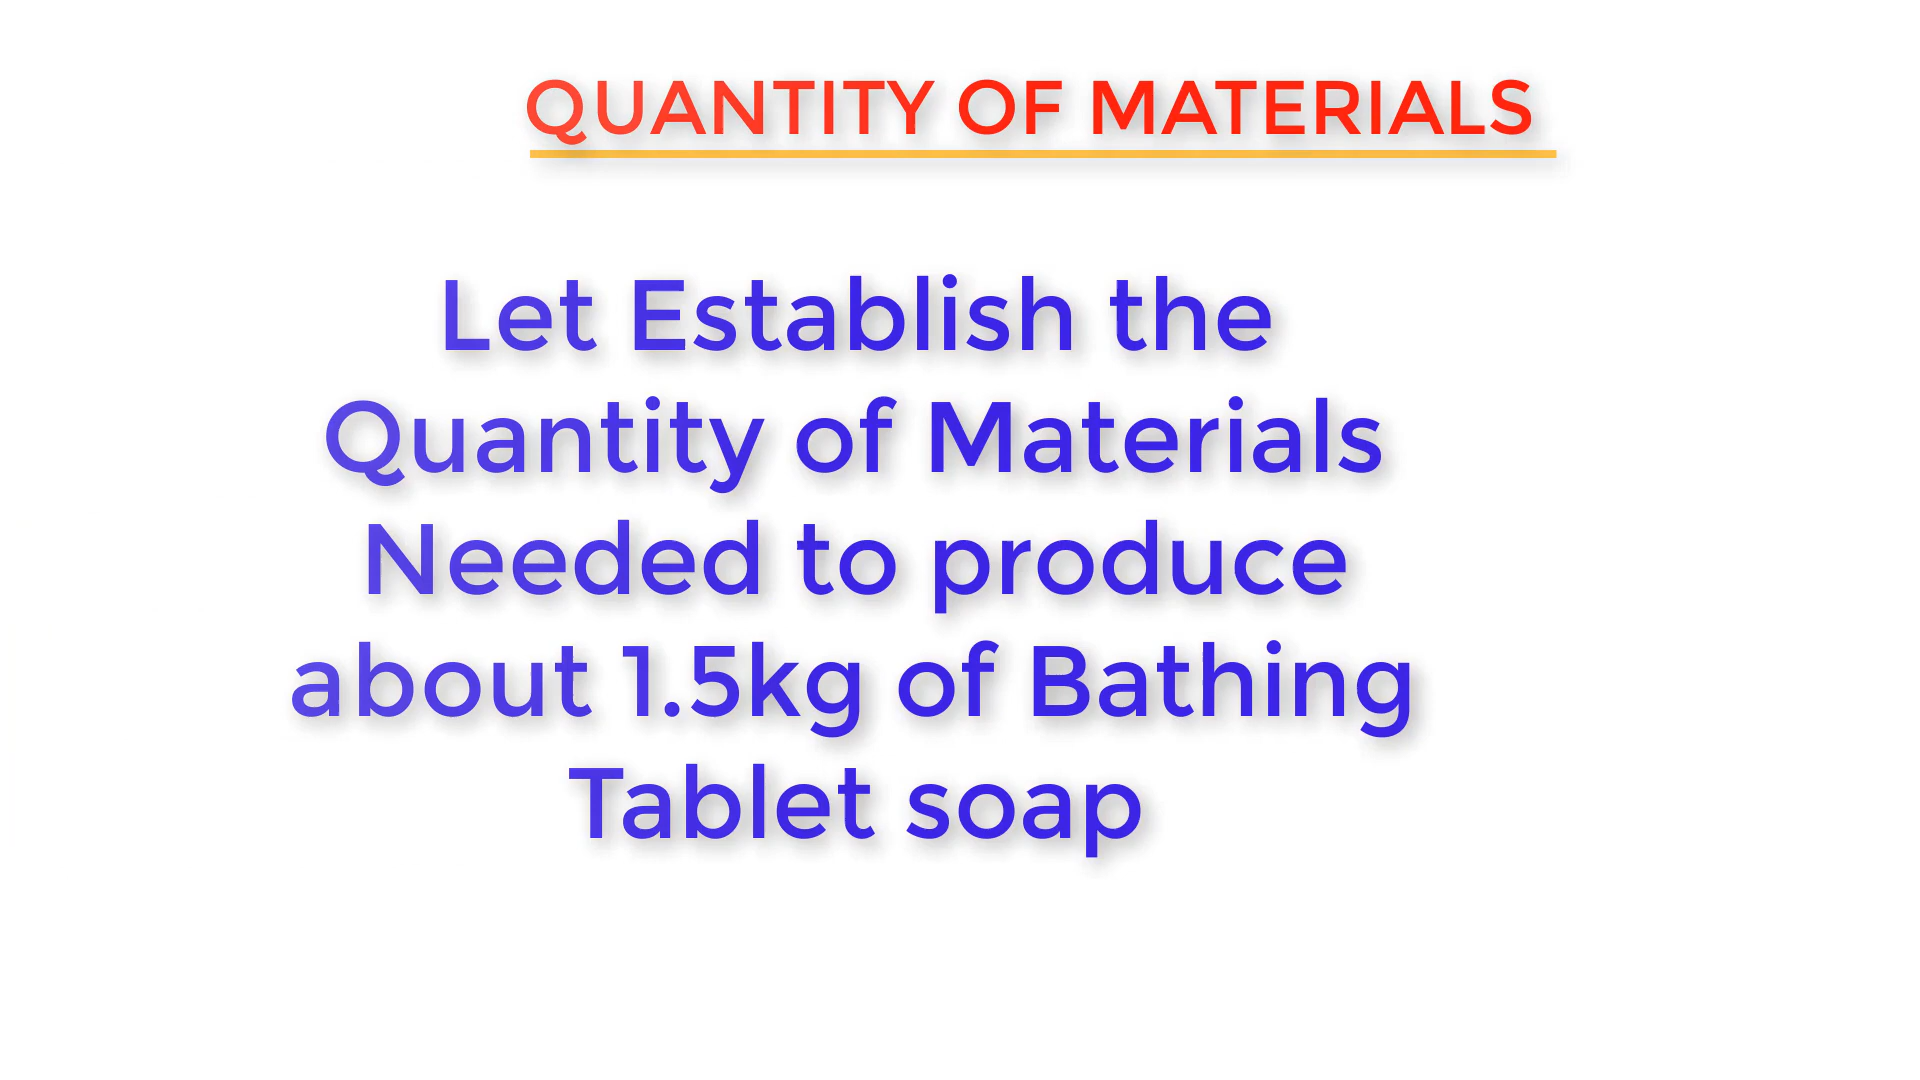 QUANTITY OF MATERIALS
Let Establish the
Quantity of Materials
Needed to produce
about 1.5kg of Bathing
Tablet soap